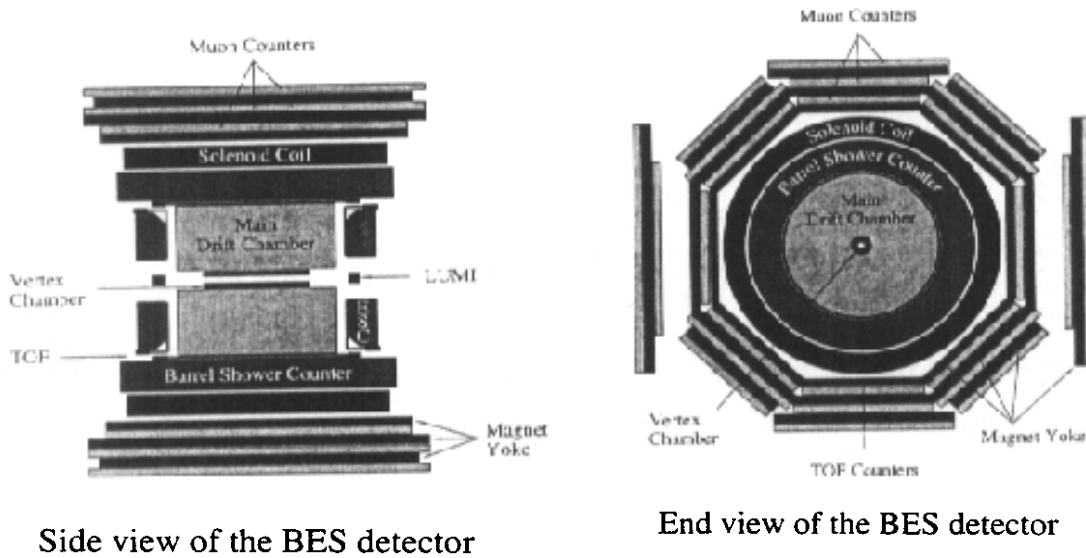 Muon Counters
Solenoid Coil
Main
Drift Chamber
Vertex
Chamber
LUMI
TOF
Barrel Shower Counter
Magnet
Yoke
Side view of the BES detector
Muon Counters
Solenoid Coil
Barrel Shower Counter
Main
Drift Chamber
Vertex
Chamber
Magnet Yoke
TOF Counters
End view of the BES detector